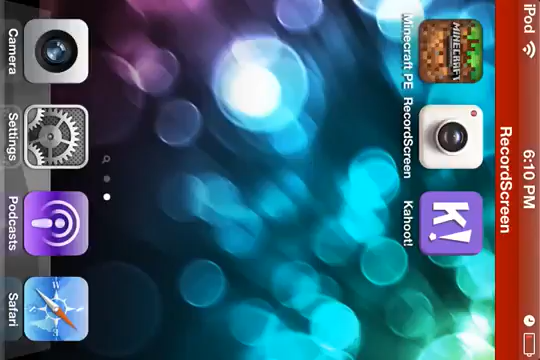 iPod 6:10 PM
RecordScreen
MINECRAFT
K!
Minecraft PE RecordScreen Kahoot!
Camera Settings Podcasts Safari